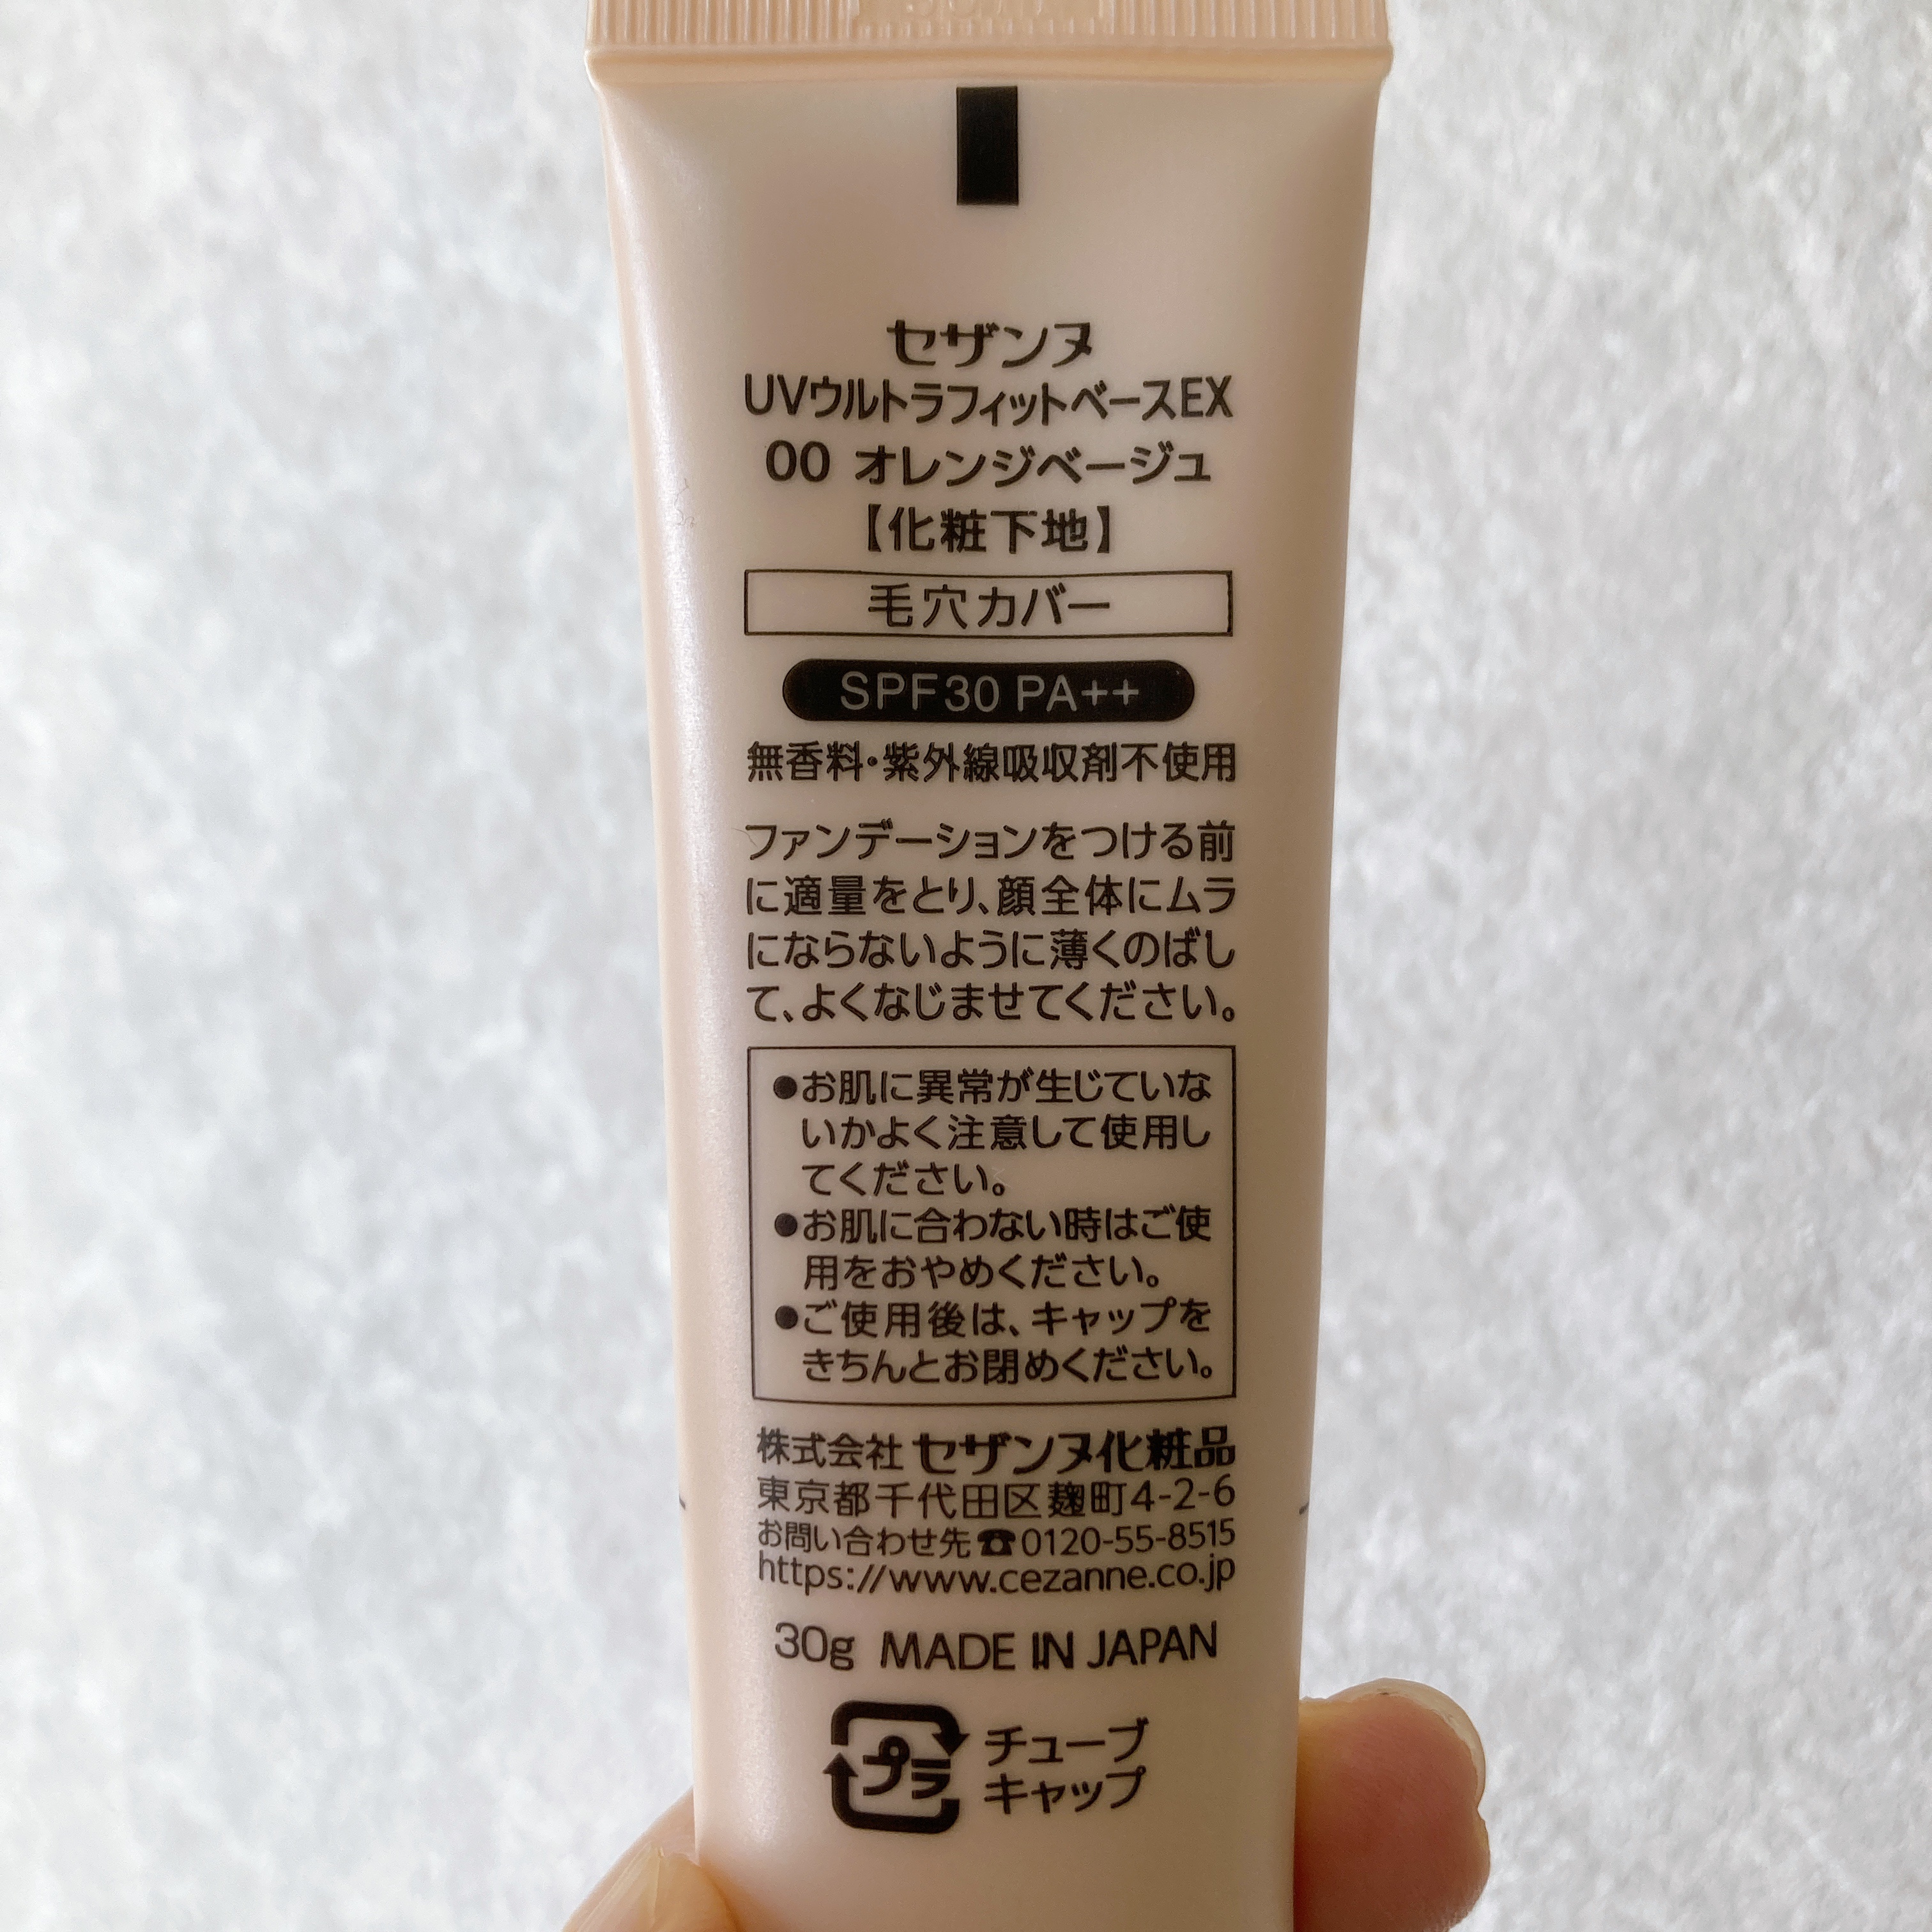 セザンヌ
UVウルトラフィットベースEX
00 オレンジベージュ
【化粧下地】
毛穴カバー
SPF30 PA++
無香料・紫外線吸収剤不使用
ファンデーションをつける前
に適量をとり、顔全体にムラ
にならないように薄くのばし
て、よくなじませてください。
●お肌に異常が生じていな
いかよく注意して使用し
てください。
●お肌に合わない時はご使
用をおやめください。
●ご使用後は、キャップを
きちんとお閉めください。
株式会社 セザンヌ化粧品
東京都千代田区麹町4-2-6
お問い合わせ先☎0120-55-8515
https://www.cezanne.co.jp
30g MADE IN JAPAN
プラ
チューブ
キャップ